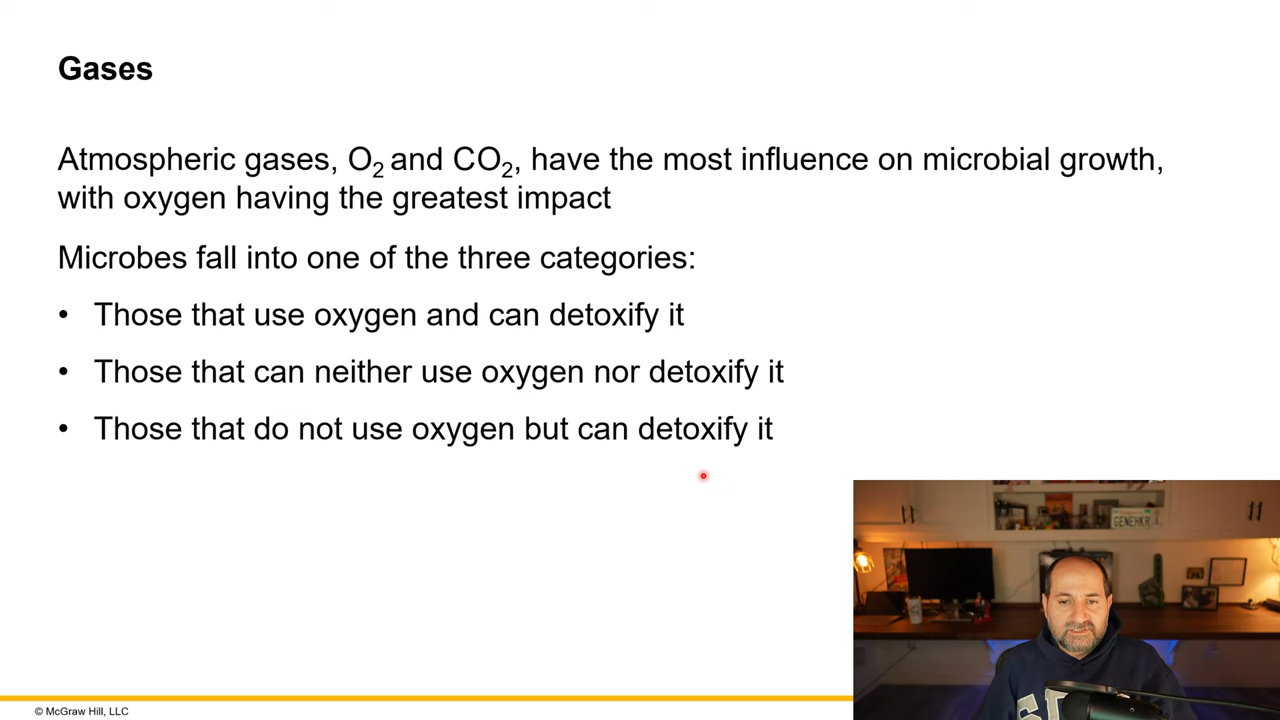 Gases
Atmospheric gases, O₂ and CO₂, have the most influence on microbial growth,
with oxygen having the greatest impact
Microbes fall into one of the three categories:
• Those that use oxygen and can detoxify it
• Those that can neither use oxygen nor detoxify it
• Those that do not use oxygen but can detoxify it
GENEHKR
© McGraw Hill, LLC